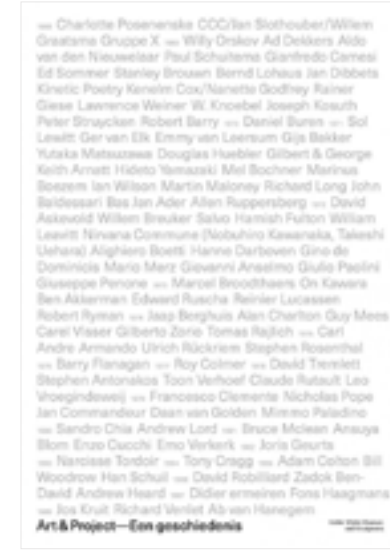 Charlotte Posenenske COC/Jan Slothouber/Willem
Graatsma Gruppe X. Willy Orskov Ad Dekkers Aldo
van den Nieuwelaar Paul Schuitema Gianfredo Camesi
Ed Sommer Stanley Brouwn Bernd Lohaus Jan Dibbets
Kinetic Poetry Kenelm Cox/Nanette Godfrey Rainer
Giese Lawrence Weiner W. Knoebel Joseph Kosuth
Peter Struycken Robert Barry Daniel Buren Sol
Lewitt Ger van Elk Emmy van Leersum Gijs Bakker
Yutaka Matsuzawa Douglas Huebler Gilbert & George
Keith Arnatt Hideto Yamazaki Mel Bochner Marinus
Boezem Ian Wilson Martin Maloney Richard Long John
Baldessari Bas Jan Ader Allen Ruppersberg David
Askevold Willem Breuker Salvo Hamish Fulton William
Leavitt Nirvana Commune (Nobuhiro Kawanaka, Takeshi
Uehara) Alighiero Boetti Hanne Darboven Gino de
Dominicis Mario Merz Giovanni Anselmo Giulio Paolini
Giuseppe Penone Marcel Broodthaers On Kawara
Ben Akkerman Edward Ruscha Reinier Lucassen
Robert Ryman Jaap Berghuis Alan Charlton Guy Mees
Carel Visser Gilberto Zorio Tomas Rajlich Carl
Andre Armando Ulrich Rückriem Stephen Rosenthal
Barry Flanagan Roy Colmer David Tremlett
Stephen Antonakos Toon Verhoef Claude Rutault Leo
Vroegindeweij Francesco Clemente Nicholas Pope
Jan Commandeur Daan van Golden Mimmo Paladino
Sandro Chia Andrew Lord Bruce Mclean Ansuya
Blom Enzo Cucchi Emo Verkerk Joris Geurts
Narcisse Tordoir Tony Cragg Adam Colton Bill
Woodrow Han Schuil David Robilliard Zadok Ben-
David Andrew Heard Didier ermeiren Fons Haagmans
Jos Kruit Richard Venlet Ab van Hanegem
Art & Project—Een geschiedenis